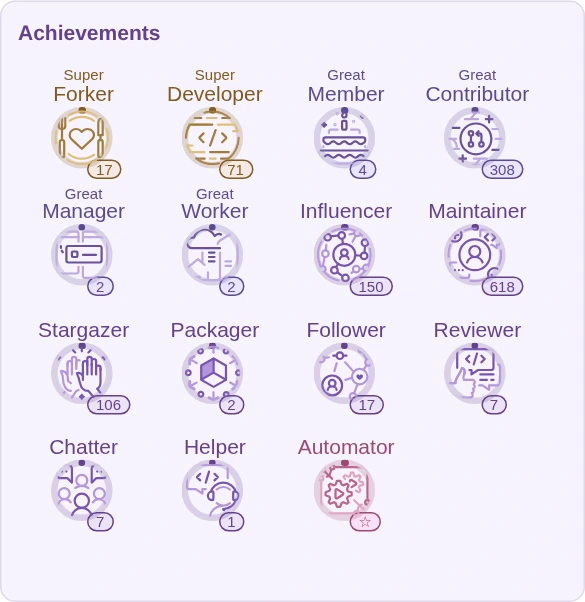 Achievements
Super
Forker
17
Super
Developer
71
Great
Member
4
Great
Contributor
308
Great
Manager
2
Great
Worker
2
Influencer
150
Maintainer
618
Stargazer
106
Packager
2
Follower
17
Reviewer
7
Chatter
7
Helper
1
Automator
☆